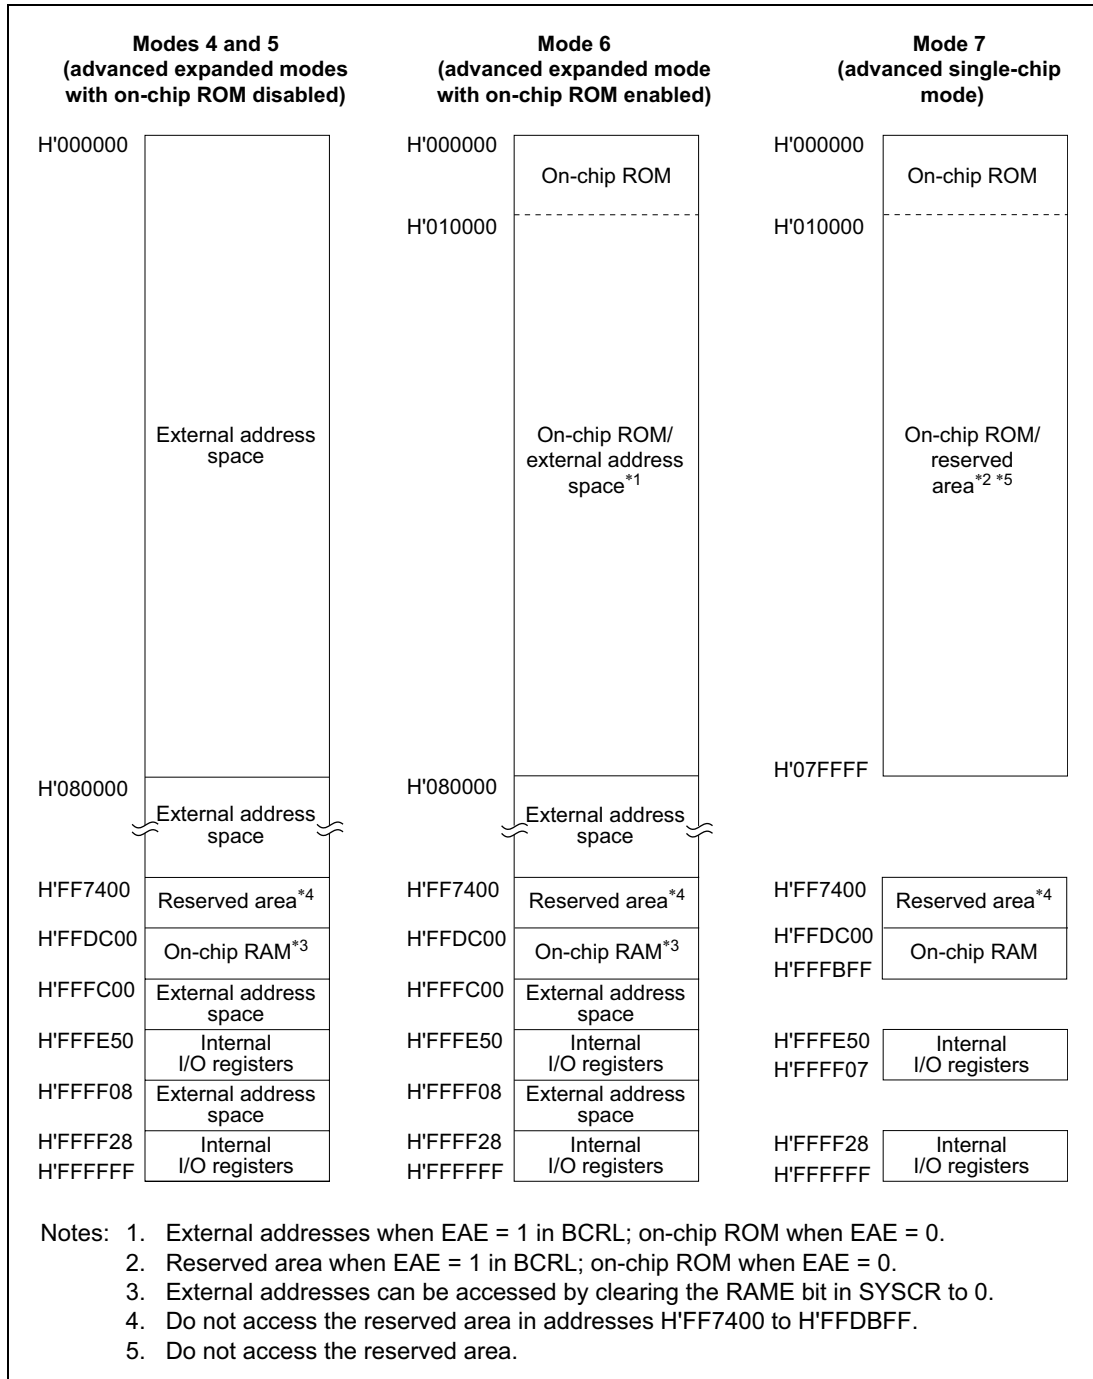 Modes 4 and 5
(advanced expanded modes
with on-chip ROM disabled)
H'000000
External address
space
H'080000
External address
space
H'FF7400
Reserved area*4
H'FFDC00
On-chip RAM*3
H'FFFC00
External address
space
H'FFFE50
Internal
I/O registers
H'FFFF08
External address
space
H'FFFF28
Internal
I/O registers
H'FFFFFF
Mode 6
(advanced expanded mode
with on-chip ROM enabled)
H'000000
On-chip ROM
H'010000
On-chip ROM/
external address
space*1
H'080000
External address
space
H'FF7400
Reserved area*4
H'FFDC00
On-chip RAM*3
H'FFFC00
External address
space
H'FFFE50
Internal
I/O registers
H'FFFF08
External address
space
H'FFFF28
Internal
I/O registers
H'FFFFFF
Mode 7
(advanced single-chip
mode)
H'000000
On-chip ROM
H'010000
On-chip ROM/
reserved
area*2 *5
H'07FFFF
H'FF7400
Reserved area*4
H'FFDC00
On-chip RAM
H'FFFBFF
H'FFFE50
Internal
I/O registers
H'FFFF07
H'FFFF28
Internal
I/O registers
H'FFFFFF
Notes: 1. External addresses when EAE = 1 in BCRL; on-chip ROM when EAE = 0.
2. Reserved area when EAE = 1 in BCRL; on-chip ROM when EAE = 0.
3. External addresses can be accessed by clearing the RAME bit in SYSCR to 0.
4. Do not access the reserved area in addresses H'FF7400 to H'FFDBFF.
5. Do not access the reserved area.